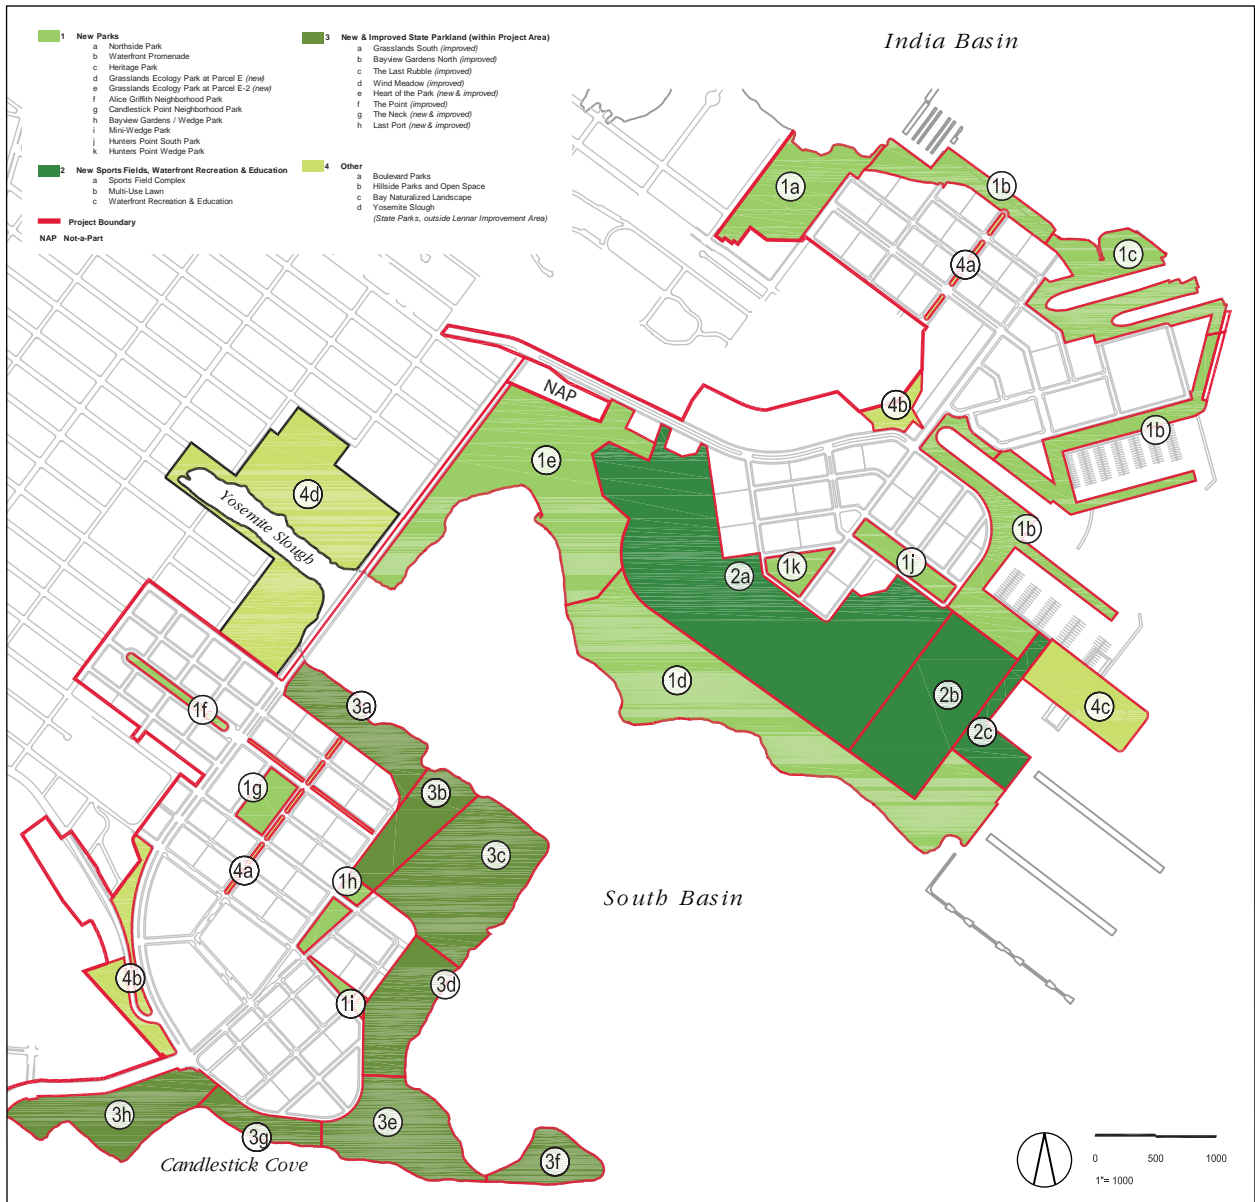 1 New Parks
a Northside Park
b Waterfront Promenade
c Heritage Park
d Grasslands Ecology Park at Parcel E (new)
e Grasslands Ecology Park at Parcel E-2 (new)
f Alice Griffith Neighborhood Park
g Candlestick Point Neighborhood Park
h Bayview Gardens / Wedge Park
i Mini-Wedge Park
j Hunters Point South Park
k Hunters Point Wedge Park
2 New Sports Fields, Waterfront Recreation & Education
a Sports Field Complex
b Multi-Use Lawn
c Waterfront Recreation & Education
Project Boundary
NAP Not-a-Part
3 New & Improved State Parkland (within Project Area)
a Grasslands South (improved)
b Bayview Gardens North (improved)
c The Last Rubble (improved)
d Wind Meadow (improved)
e Heart of the Park (new & improved)
f The Point (improved)
g The Neck (new & improved)
h Last Port (new & improved)
4 Other
a Boulevard Parks
b Hillside Parks and Open Space
c Bay Naturalized Landscape
d Yosemite Slough
(State Parks, outside Lennar Improvement Area)
India Basin
1a
1b
1c
4a
NAP
4b
1b
1e
4d
Yosemite Slough
1b
1j
1k
2a
1d
2b
4c
2c
3a
1f
1g
3b
3c
4a
1h
South Basin
4b
3d
1i
3h
3e
3g
3f
Candlestick Cove
0 500 1000
1"= 1000